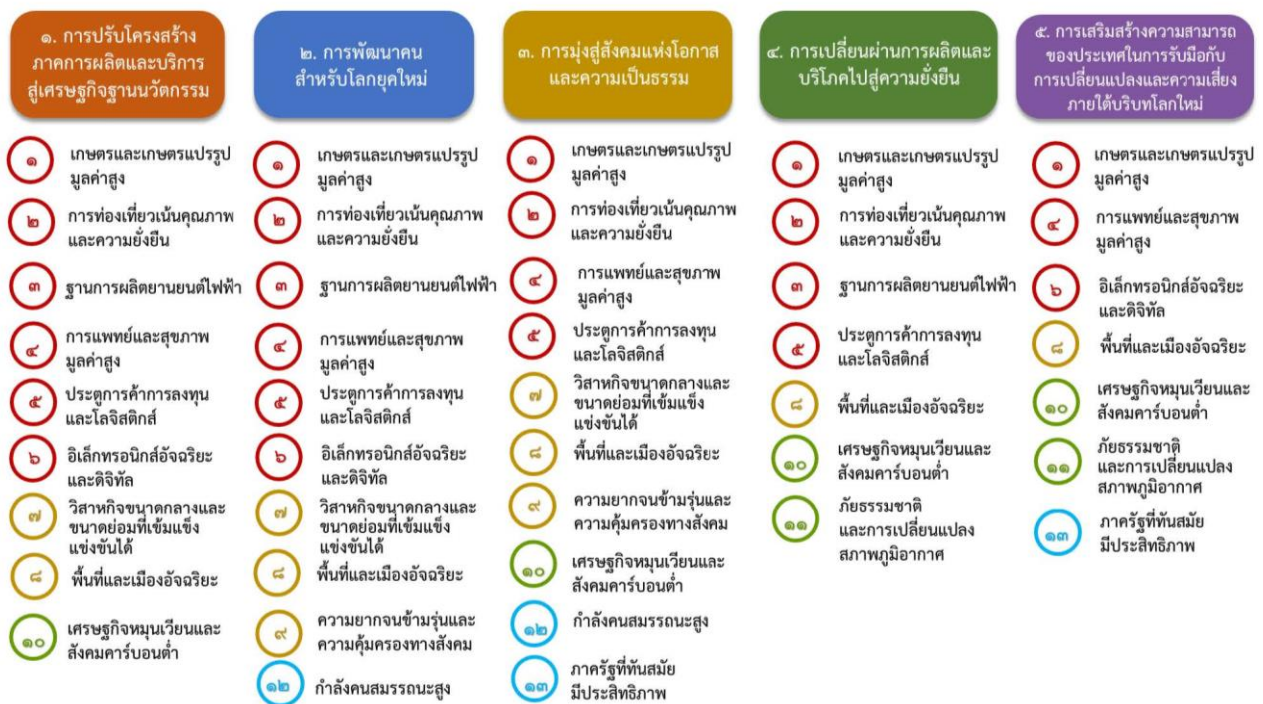 ๑. การปรับโครงสร้าง
ภาคการผลิตและบริการ
สู่เศรษฐกิจฐานนวัตกรรม
๑
เกษตรและเกษตรแปรรูป
มูลค่าสูง
๒
การท่องเที่ยวเน้นคุณภาพ
และความยั่งยืน
๓
ฐานการผลิตยานยนต์ไฟฟ้า
๔
การแพทย์และสุขภาพ
มูลค่าสูง
๕
ประตูการค้าการลงทุน
และโลจิสติกส์
๖
อิเล็กทรอนิกส์อัจฉริยะ
และดิจิทัล
๗
วิสาหกิจขนาดกลางและ
ขนาดย่อมที่เข้มแข็ง
แข่งขันได้
๘
พื้นที่และเมืองอัจฉริยะ
๑๐
เศรษฐกิจหมุนเวียนและ
สังคมคาร์บอนต่ำ
๒. การพัฒนาคน
สำหรับโลกยุคใหม่
๑
เกษตรและเกษตรแปรรูป
มูลค่าสูง
๒
การท่องเที่ยวเน้นคุณภาพ
และความยั่งยืน
๓
ฐานการผลิตยานยนต์ไฟฟ้า
๔
การแพทย์และสุขภาพ
มูลค่าสูง
๕
ประตูการค้าการลงทุน
และโลจิสติกส์
๖
อิเล็กทรอนิกส์อัจฉริยะ
และดิจิทัล
๗
วิสาหกิจขนาดกลางและ
ขนาดย่อมที่เข้มแข็ง
แข่งขันได้
๘
พื้นที่และเมืองอัจฉริยะ
๙
ความยากจนข้ามรุ่นและ
ความคุ้มครองทางสังคม
๑๒
กำลังคนสมรรถนะสูง
๓. การมุ่งสู่สังคมแห่งโอกาส
และความเป็นธรรม
๑
เกษตรและเกษตรแปรรูป
มูลค่าสูง
๒
การท่องเที่ยวเน้นคุณภาพ
และความยั่งยืน
๔
การแพทย์และสุขภาพ
มูลค่าสูง
๕
ประตูการค้าการลงทุน
และโลจิสติกส์
๗
วิสาหกิจขนาดกลางและ
ขนาดย่อมที่เข้มแข็ง
แข่งขันได้
๘
พื้นที่และเมืองอัจฉริยะ
๙
ความยากจนข้ามรุ่นและ
ความคุ้มครองทางสังคม
๑๐
เศรษฐกิจหมุนเวียนและ
สังคมคาร์บอนต่ำ
๑๒
กำลังคนสมรรถนะสูง
๑๓
ภาครัฐที่ทันสมัย
มีประสิทธิภาพ
๔. การเปลี่ยนผ่านการผลิตและ
บริโภคไปสู่ความยั่งยืน
๑
เกษตรและเกษตรแปรรูป
มูลค่าสูง
๒
การท่องเที่ยวเน้นคุณภาพ
และความยั่งยืน
๓
ฐานการผลิตยานยนต์ไฟฟ้า
๕
ประตูการค้าการลงทุน
และโลจิสติกส์
๘
พื้นที่และเมืองอัจฉริยะ
๑๐
เศรษฐกิจหมุนเวียนและ
สังคมคาร์บอนต่ำ
๑๑
ภัยธรรมชาติ
และการเปลี่ยนแปลง
สภาพภูมิอากาศ
๕. การเสริมสร้างความสามารถ
ของประเทศในการรับมือกับ
การเปลี่ยนแปลงและความเสี่ยง
ภายใต้บริบทโลกใหม่
๑
เกษตรและเกษตรแปรรูป
มูลค่าสูง
๔
การแพทย์และสุขภาพ
มูลค่าสูง
๖
อิเล็กทรอนิกส์อัจฉริยะ
และดิจิทัล
๘
พื้นที่และเมืองอัจฉริยะ
๑๐
เศรษฐกิจหมุนเวียนและ
สังคมคาร์บอนต่ำ
๑๑
ภัยธรรมชาติ
และการเปลี่ยนแปลง
สภาพภูมิอากาศ
๑๓
ภาครัฐที่ทันสมัย
มีประสิทธิภาพ